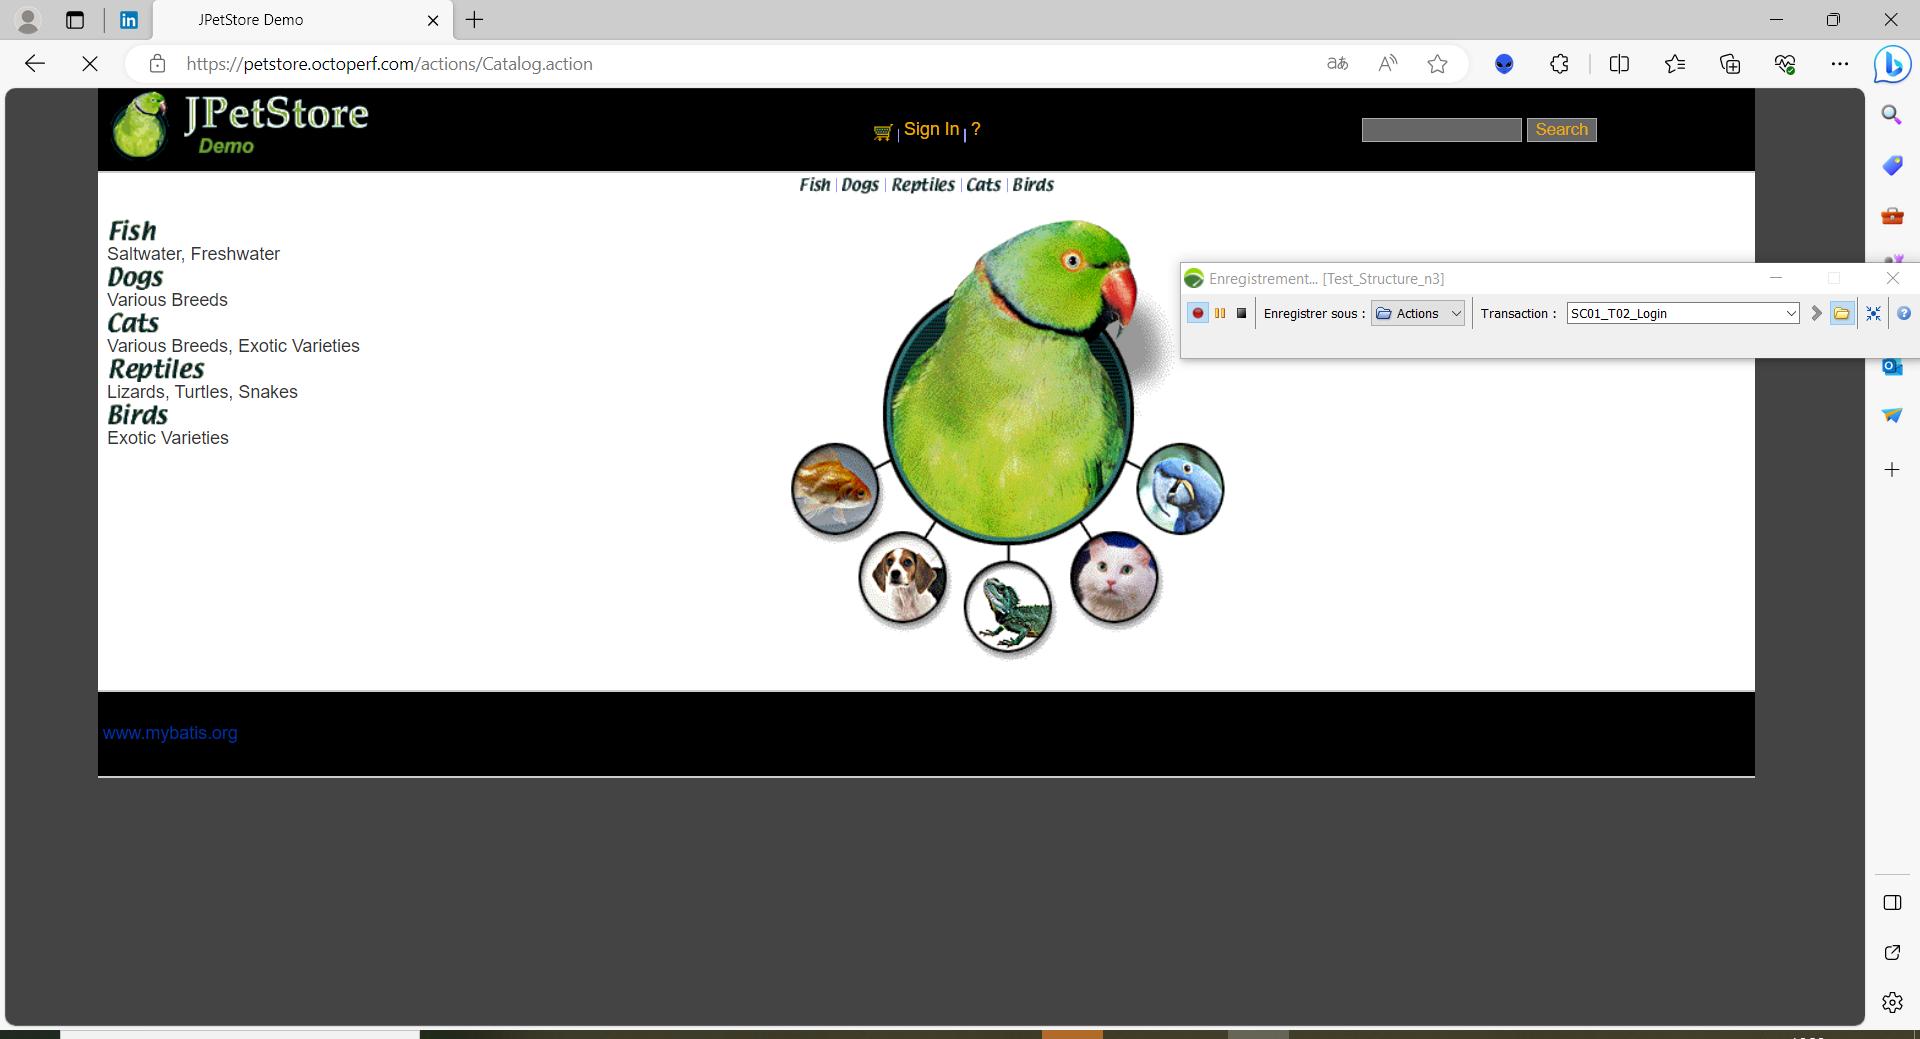 JPetStore Demo
https://petstore.octoperf.com/actions/Catalog.action
aあ
JPetStore
Demo
Sign In
?
Search
Fish | Dogs | Reptiles | Cats | Birds
Fish
Saltwater, Freshwater
Dogs
Various Breeds
Cats
Various Breeds, Exotic Varieties
Reptiles
Lizards, Turtles, Snakes
Birds
Exotic Varieties
Enregistrement... [Test_Structure_n3]
Enregistrer sous : Actions Transaction : SC01_T02_Login
www.mybatis.org